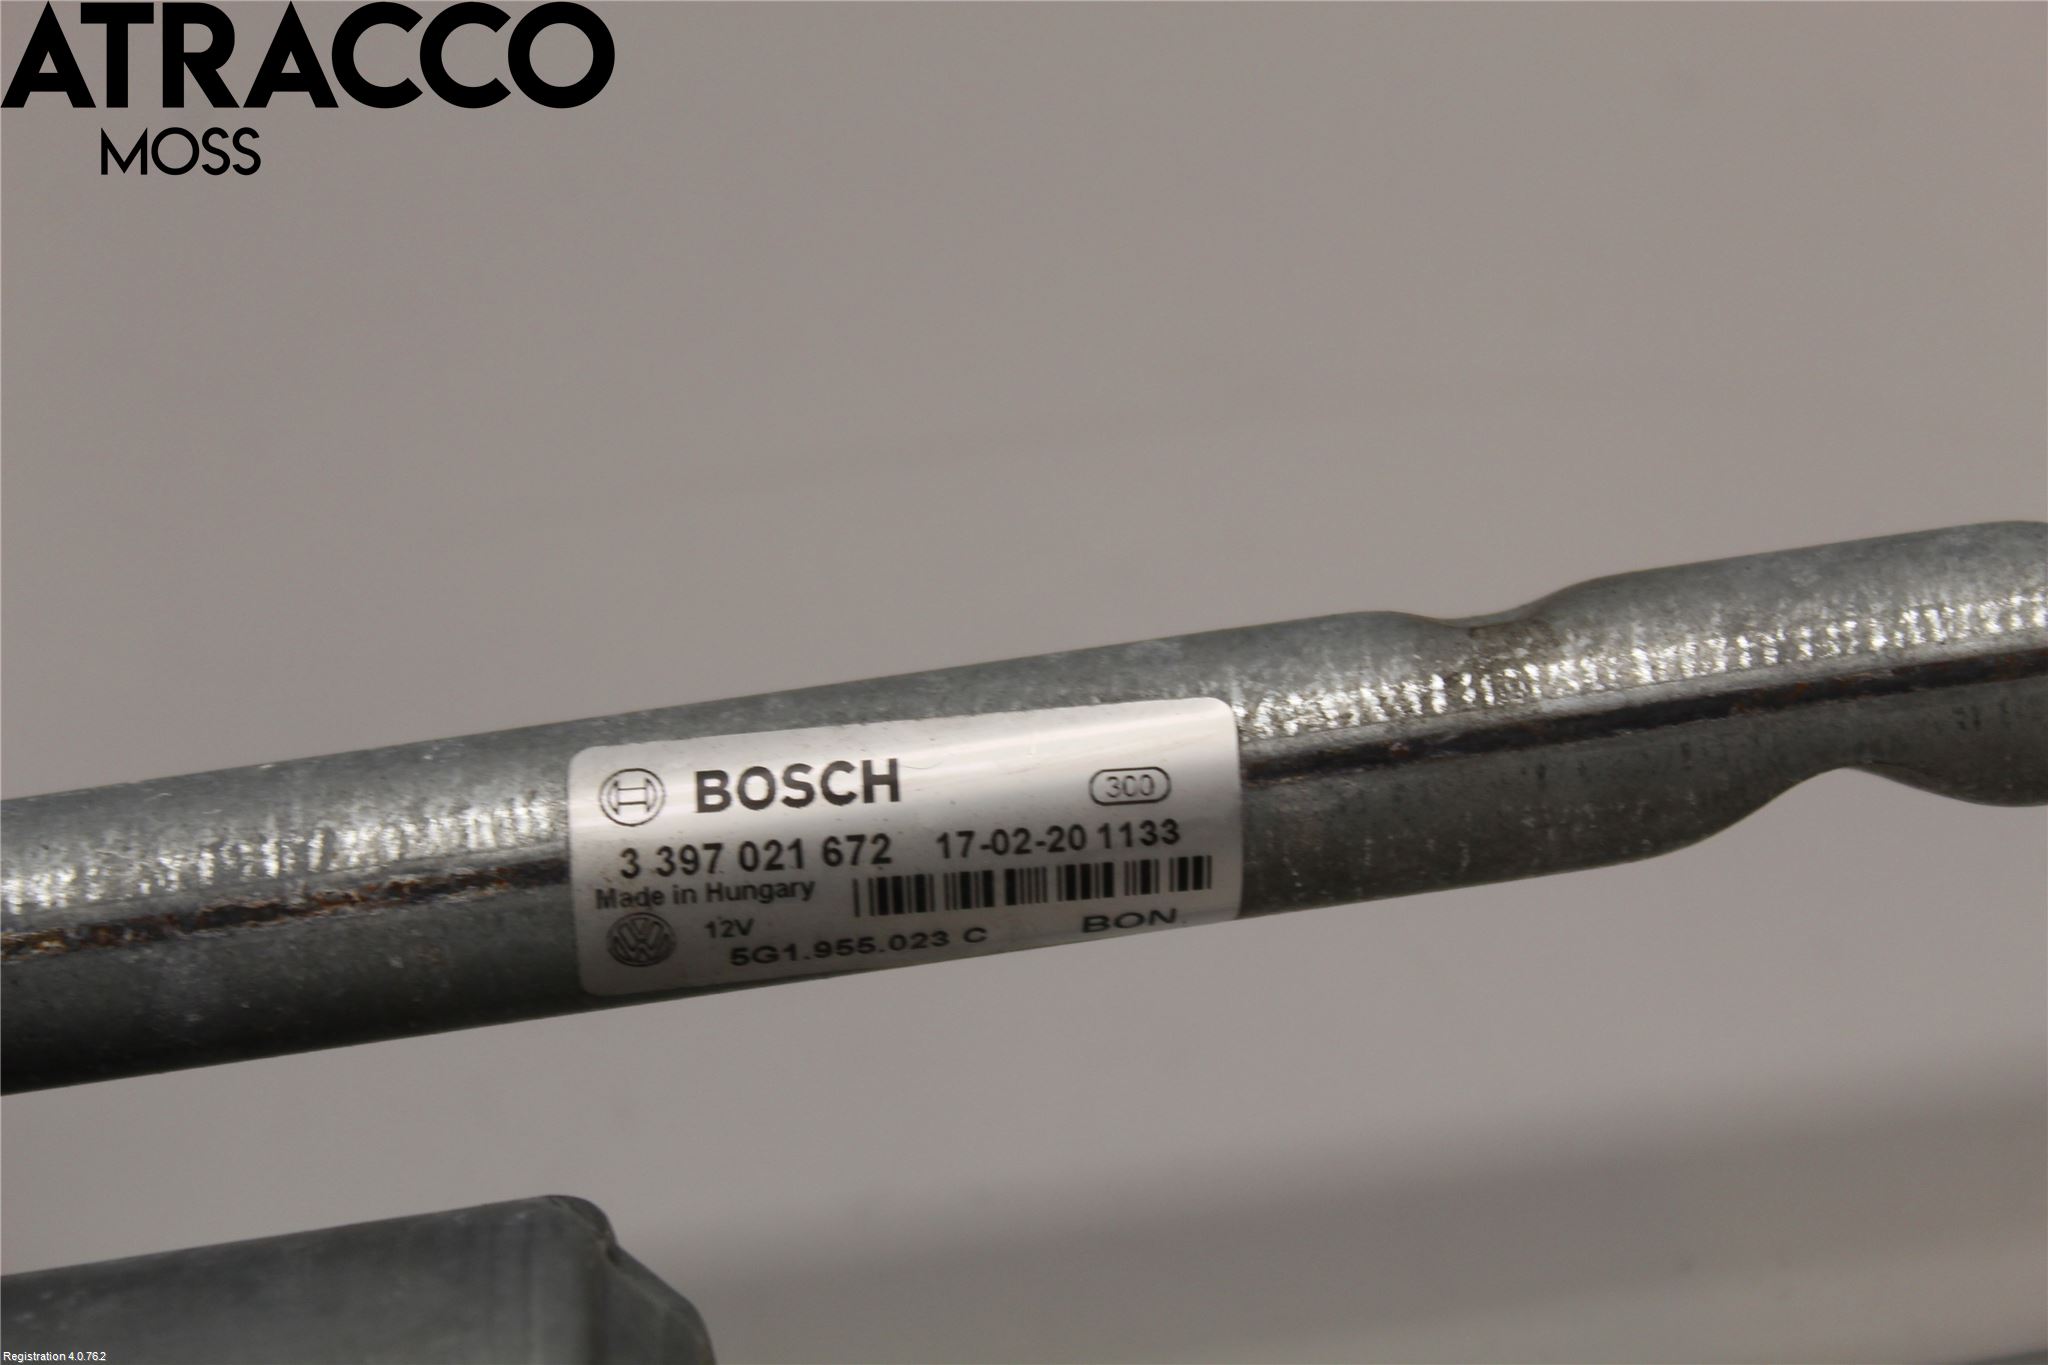 ATRACCO
MOSS
BOSCH 300
3 397 021 672 17-02-20 1133
Made in Hungary
12V
5G1.955.023 C BON.
Registration 4.0.76.2